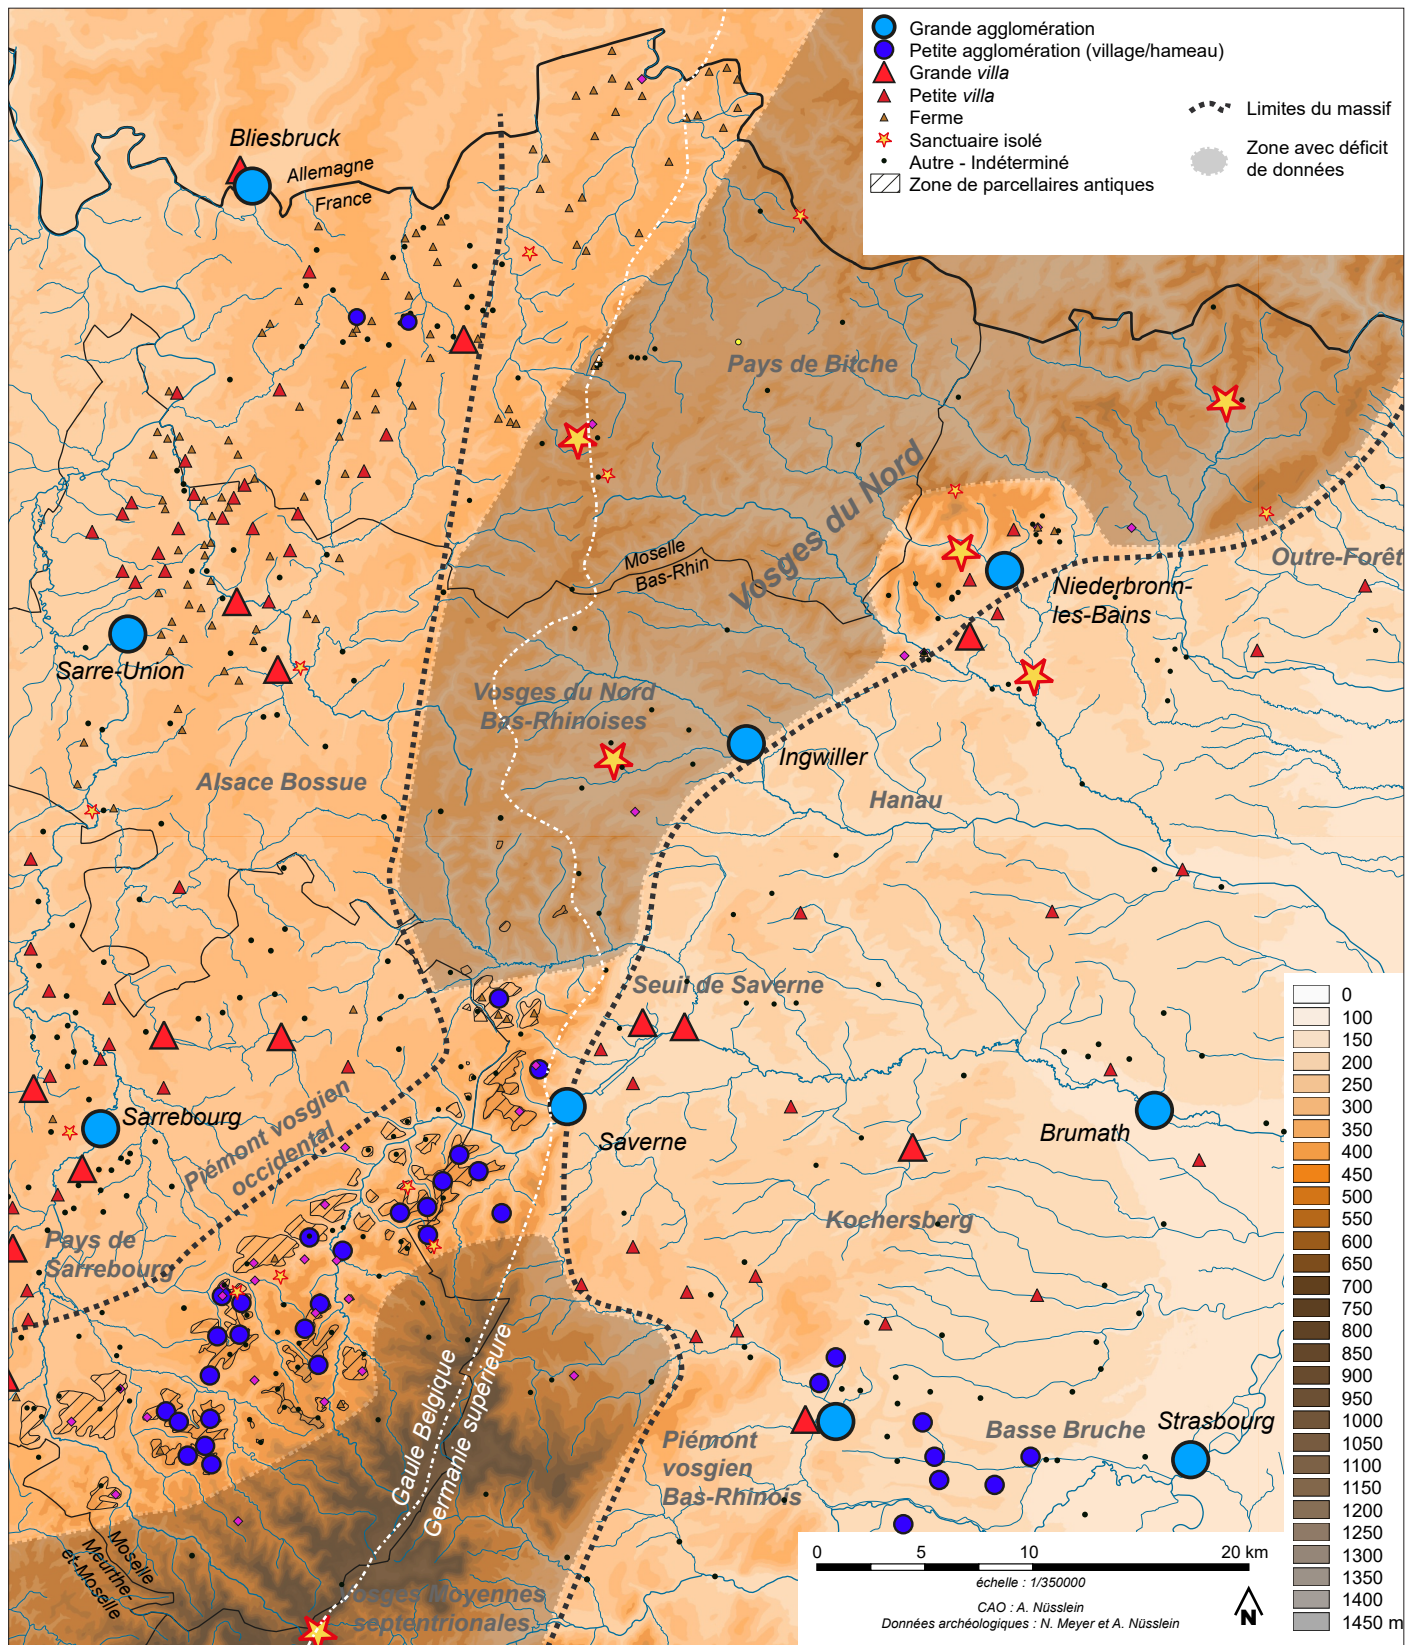 Grande agglomération
Petite agglomération (village/hameau)
Grande villa
Petite villa
Ferme
Sanctuaire isolé
Autre - Indéterminé
Zone de parcellaires antiques
Limites du massif
Zone avec déficit
de données
Bliesbruck
Allemagne
France
Pays de Bitche
Vosges du Nord
Moselle
Bas-Rhin
Outre-Forêt
Niederbronn-
les-Bains
Sarre-Union
Vosges du Nord
Bas-Rhinoises
Ingwiller
Alsace Bossue
Hanau
Seuil de Saverne
Sarrebourg
Piémont vosgien
occidental
Saverne
Brumath
Kochersberg
Pays de
Sarrebourg
Gaule Belgique
Germanie supérieure
Piémont
vosgien
Bas-Rhinois
Basse Bruche
Strasbourg
Moselle
Meurthe-
et-Moselle
Vosges Moyennes
septentrionales
0
100
150
200
250
300
350
400
450
500
550
600
650
700
750
800
850
900
950
1000
1050
1100
1150
1200
1250
1300
1350
1400
1450 m
0 5 10 20 km
échelle : 1/350000
CAO : A. Nüsslein
Données archéologiques : N. Meyer et A. Nüsslein
N